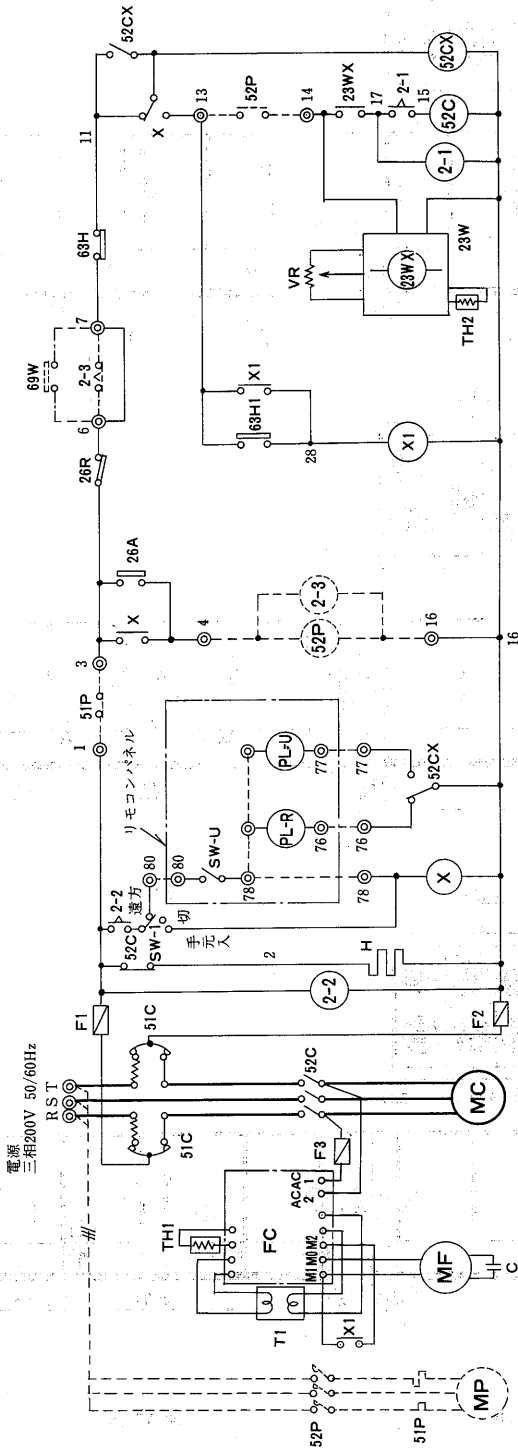 電源
三相200V 50/60Hz
R S T
51C
51C
F1
F2
2-2
H
2
52C
2-2
SW-1
遠方
切
手元
入
80
80
リモコンパネル
SW-U
78
78
PL-R
PL-U
76
77
76
77
52CX
X
1
51P
3
X
26A
4
52P
2-3
16
16
26R
6
69W
2-3
7
63H
11
52CX
X
13
52P
14
23WX
17
2-1
15
52C
2-1
52CX
63H1
X1
28
X1
VR
23WX
23W
TH2
52C
MC
F3
ACAC
2 1
FC
TH1
T1
M1M0M2
X1
MF
C
52P
51P
MP